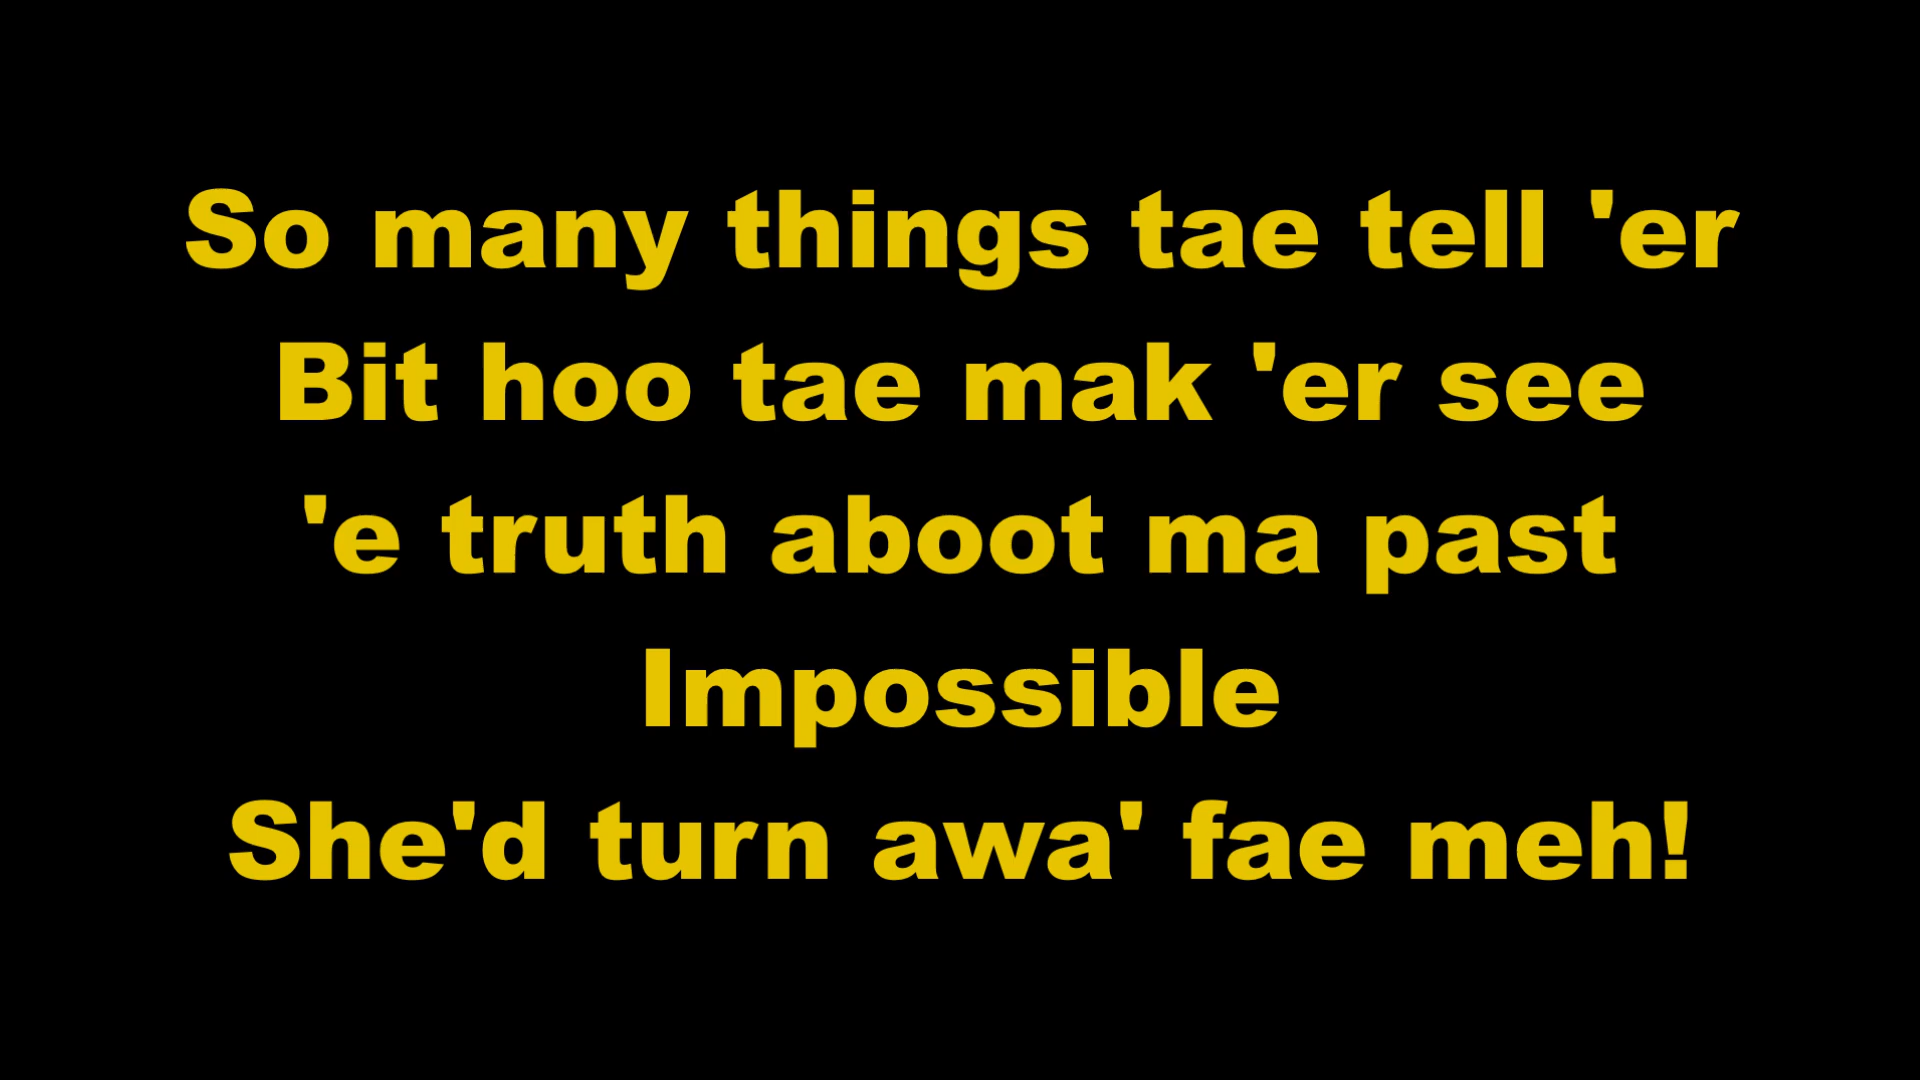 So many things tae tell 'er
Bit hoo tae mak 'er see
'e truth aboot ma past
Impossible
She'd turn awa' fae meh!